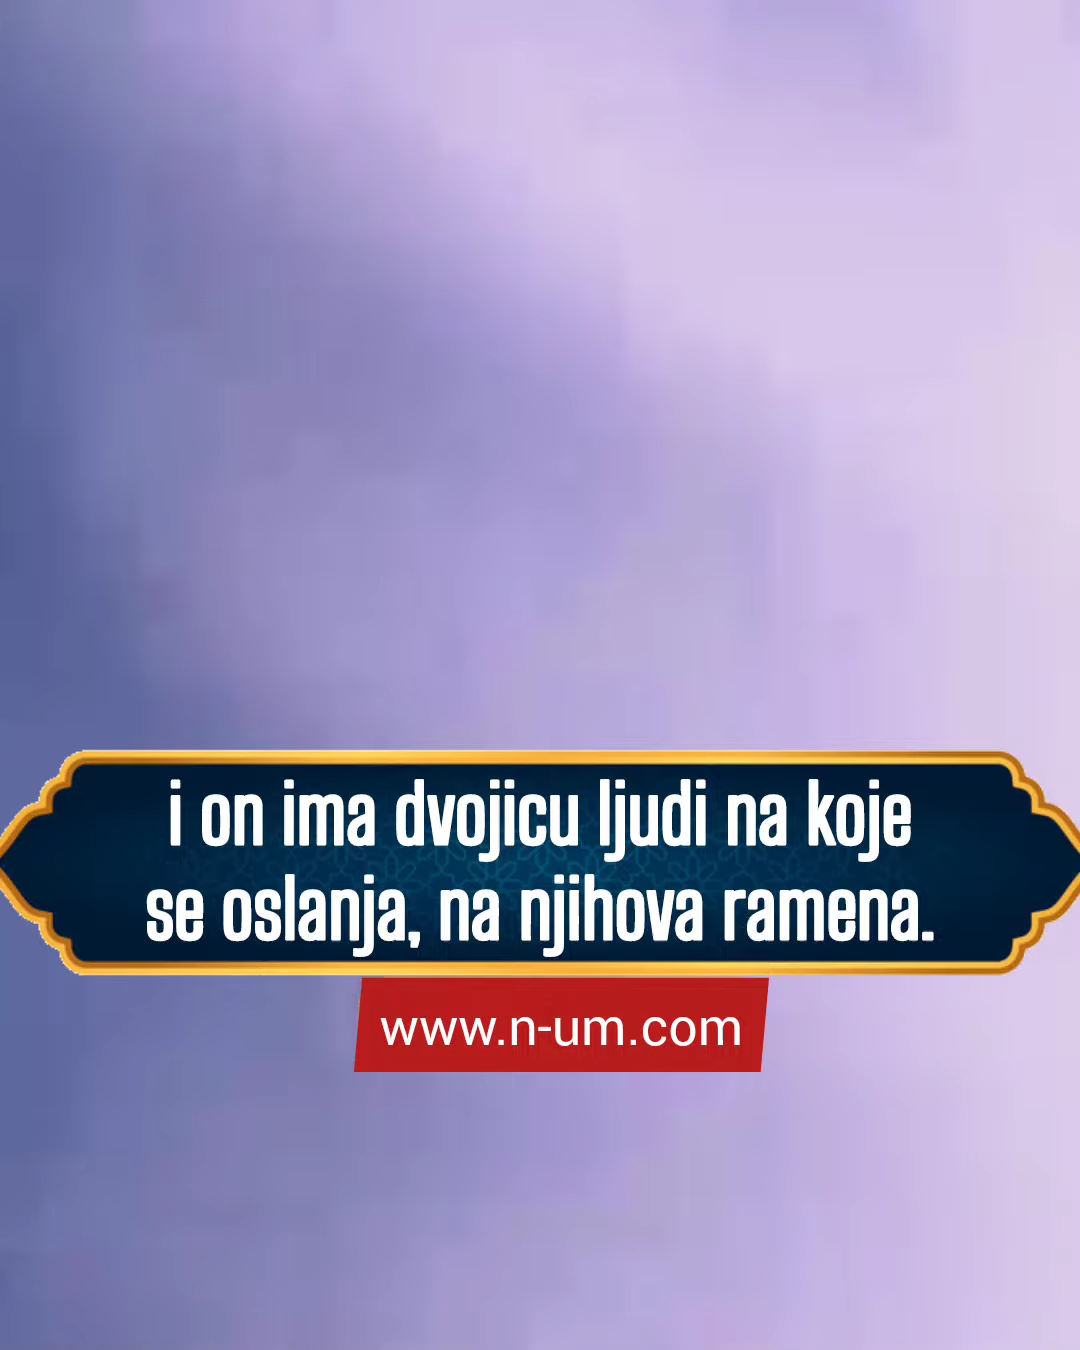 i on ima dvojicu ljudi na koje
se oslanja, na njihova ramena.
www.n-um.com